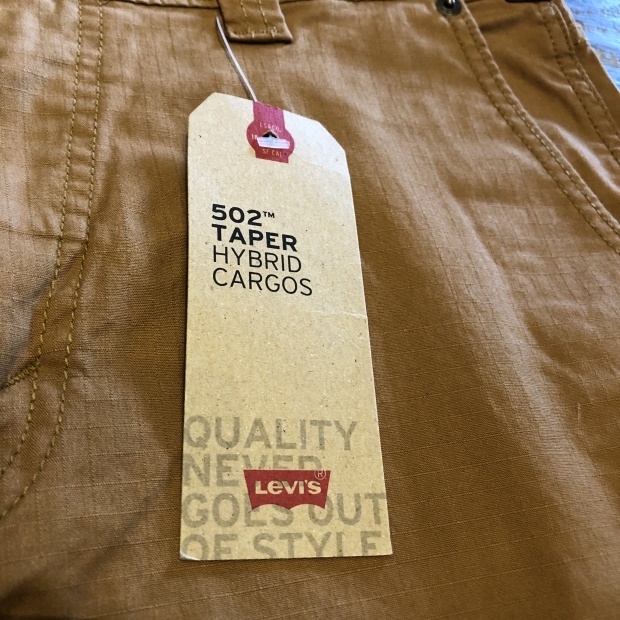 502™
TAPER
HYBRID
CARGOS
QUALITY
NEVER
LEVI'S ®
GOES OUT
OF STYLE